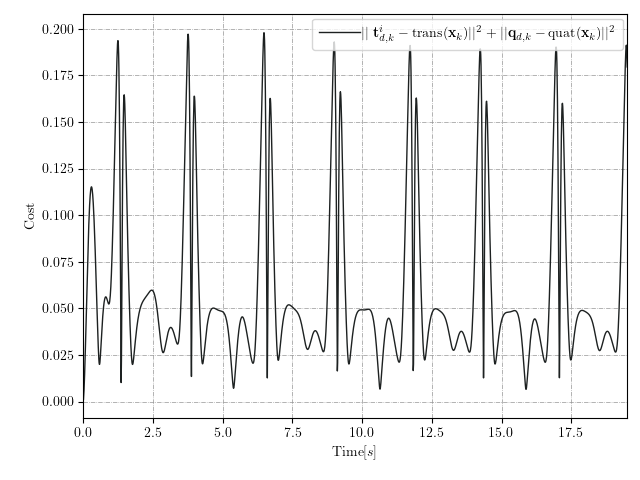 || t^i_{d,k} − trans(x_k)||² + ||q_{d,k} − quat(x_k)||²
0.200
0.175
0.150
0.125
0.100
0.075
0.050
0.025
0.000
Cost
0.0 2.5 5.0 7.5 10.0 12.5 15.0 17.5
Time[s]